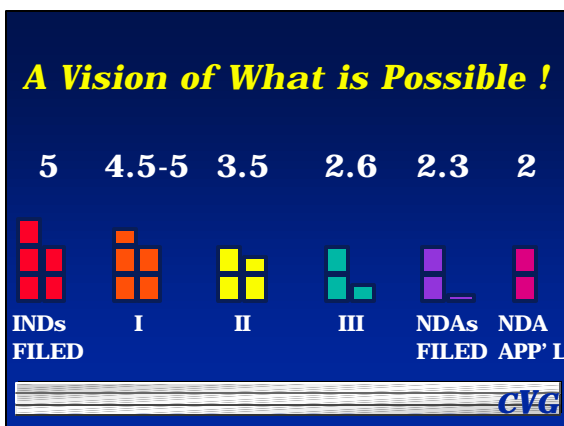 A Vision of What is Possible !
5 4.5-5 3.5 2.6 2.3 2
INDs I II III NDAs NDA
FILED FILED APP' L
CVG